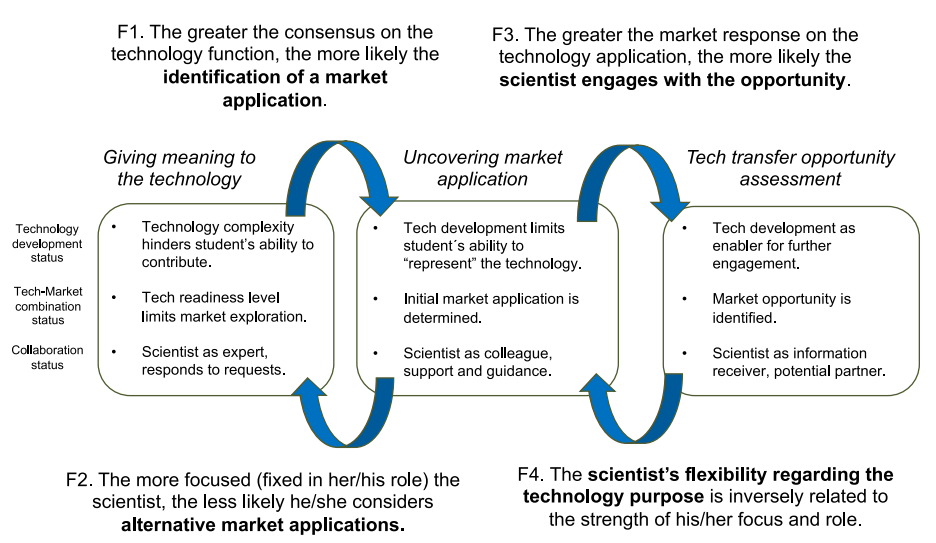 F1. The greater the consensus on the
technology function, the more likely the
identification of a market
application.
F3. The greater the market response on the
technology application, the more likely the
scientist engages with the opportunity.
Giving meaning to
the technology
Uncovering market
application
Tech transfer opportunity
assessment
Technology
development
status
• Technology complexity
hinders student’s ability to
contribute.
• Tech development limits
student´s ability to
“represent” the technology.
• Tech development as
enabler for further
engagement.
Tech-Market
combination
status
• Tech readiness level
limits market exploration.
• Initial market application is
determined.
• Market opportunity is
identified.
Collaboration
status
• Scientist as expert,
responds to requests.
• Scientist as colleague,
support and guidance.
• Scientist as information
receiver, potential partner.
F2. The more focused (fixed in her/his role) the
scientist, the less likely he/she considers
alternative market applications.
F4. The scientist’s flexibility regarding the
technology purpose is inversely related to
the strength of his/her focus and role.